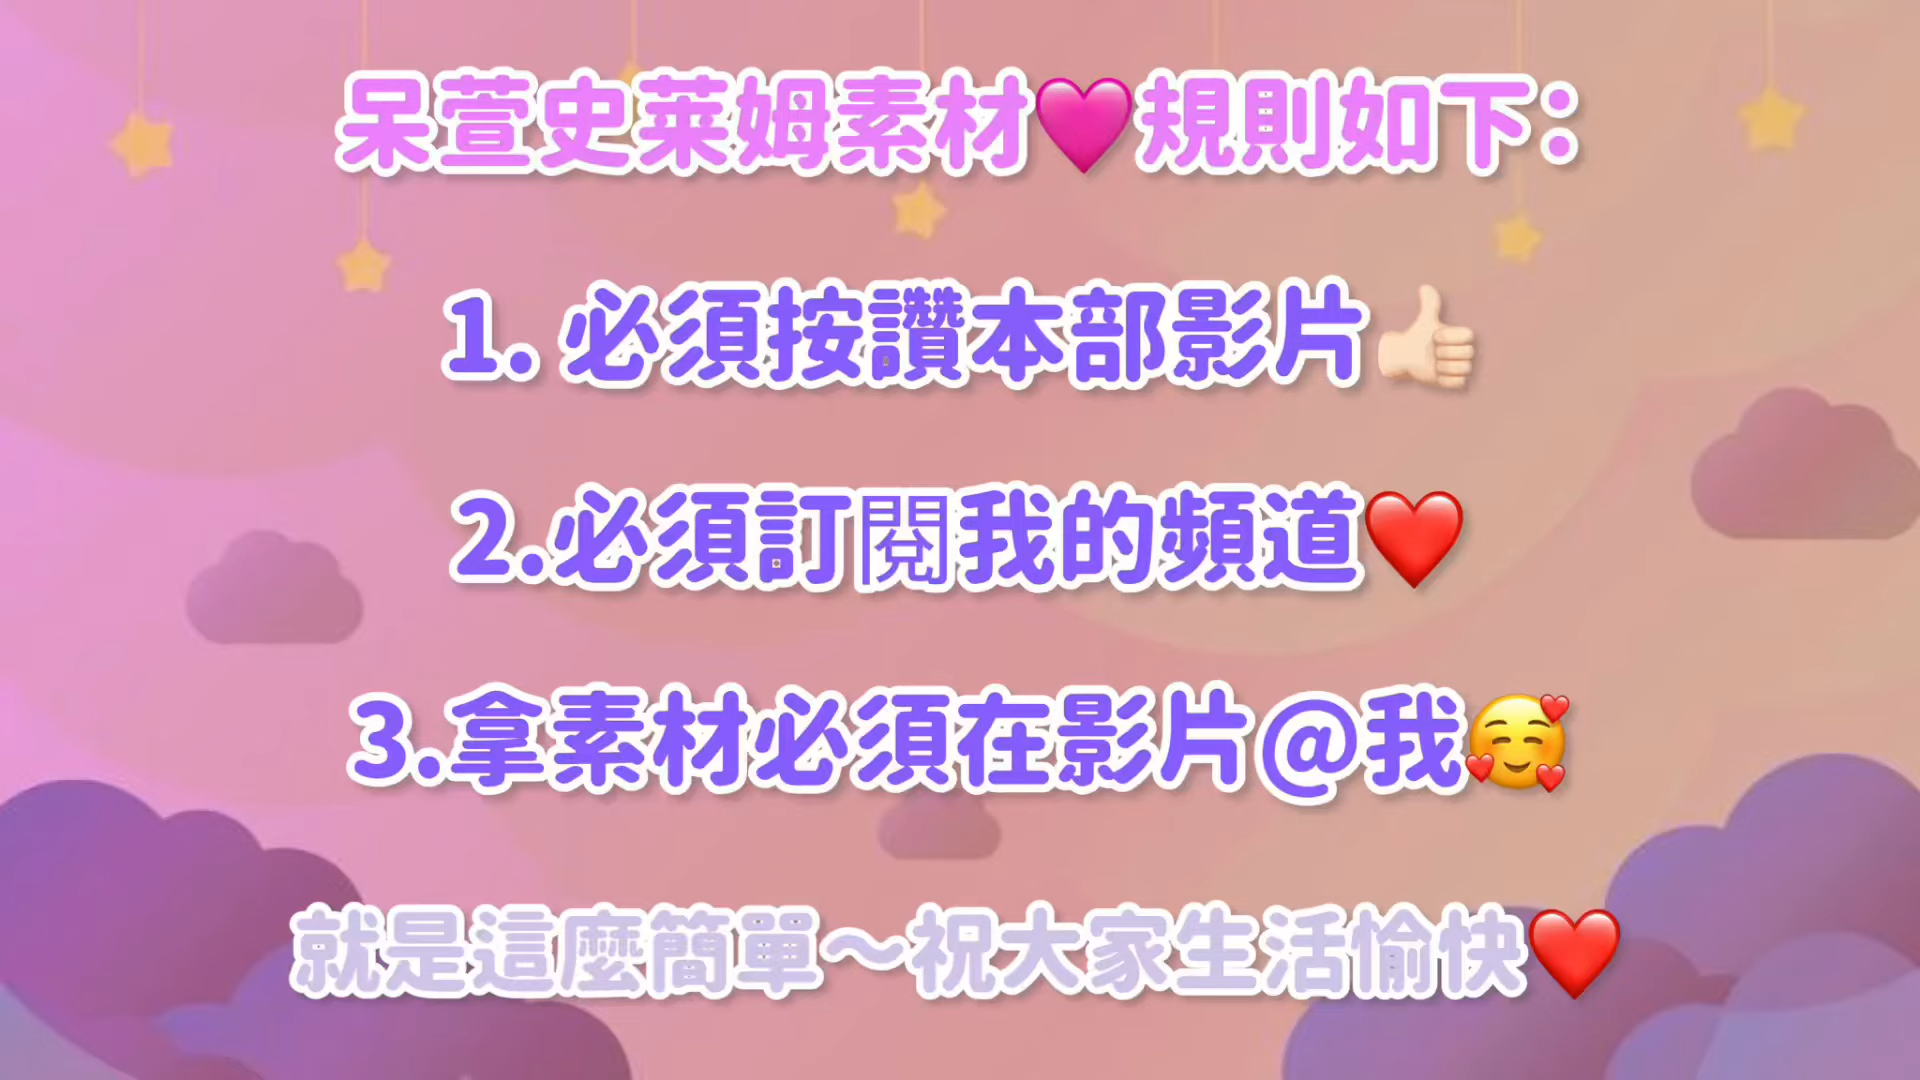 呆萱史萊姆素材💗規則如下：
1. 必須按讚本部影片👍🏻
2.必須訂閱我的頻道❤️
3.拿素材必須在影片@我🥰
就是這麼簡單～祝大家生活愉快❤️